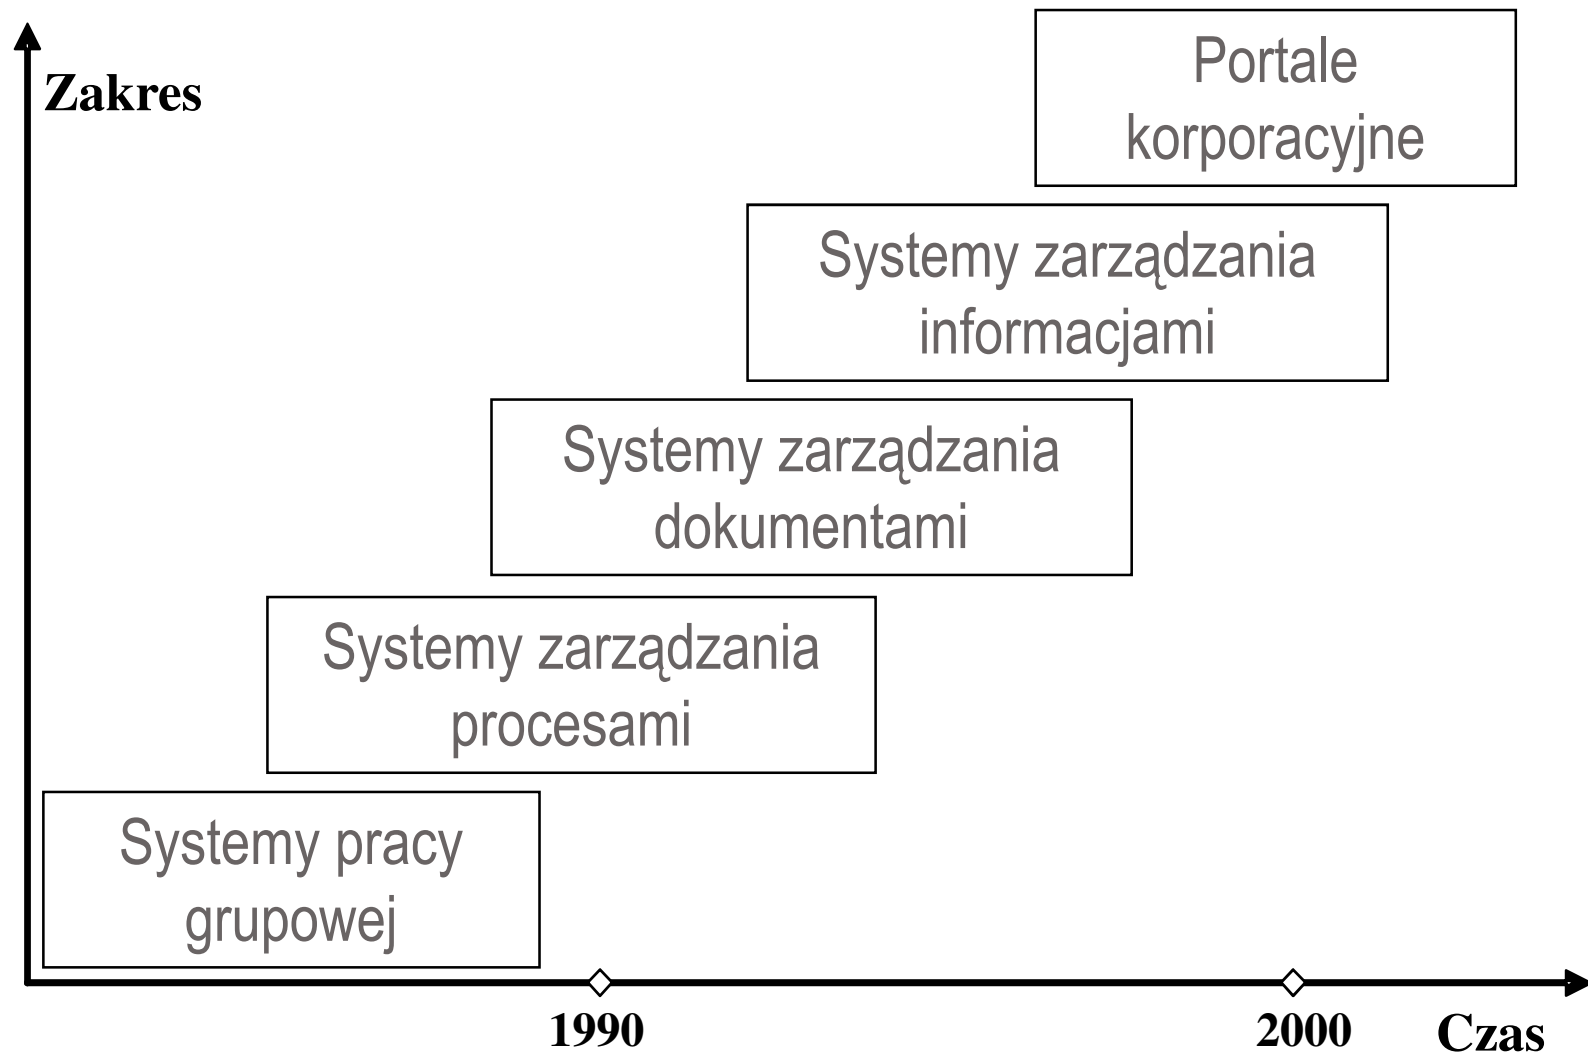 Zakres
Portale
korporacyjne
Systemy zarządzania
informacjami
Systemy zarządzania
dokumentami
Systemy zarządzania
procesami
Systemy pracy
grupowej
1990
2000
Czas